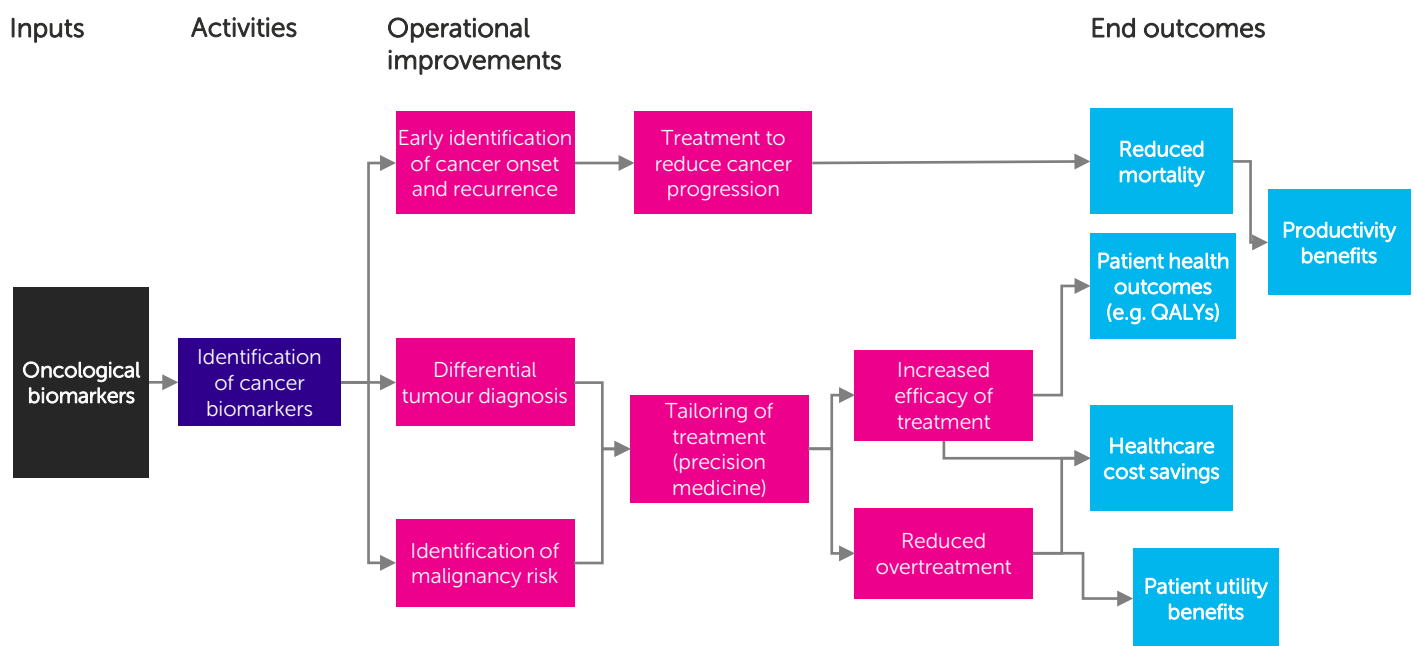 Inputs
Activities
Operational
improvements
End outcomes
Early identification
of cancer onset
and recurrence
Treatment to
reduce cancer
progression
Reduced
mortality
Productivity
benefits
Patient health
outcomes
(e.g. QALYs)
Oncological
biomarkers
Identification
of cancer
biomarkers
Differential
tumour diagnosis
Tailoring of
treatment
(precision
medicine)
Increased
efficacy of
treatment
Healthcare
cost savings
Identification of
malignancy risk
Reduced
overtreatment
Patient utility
benefits